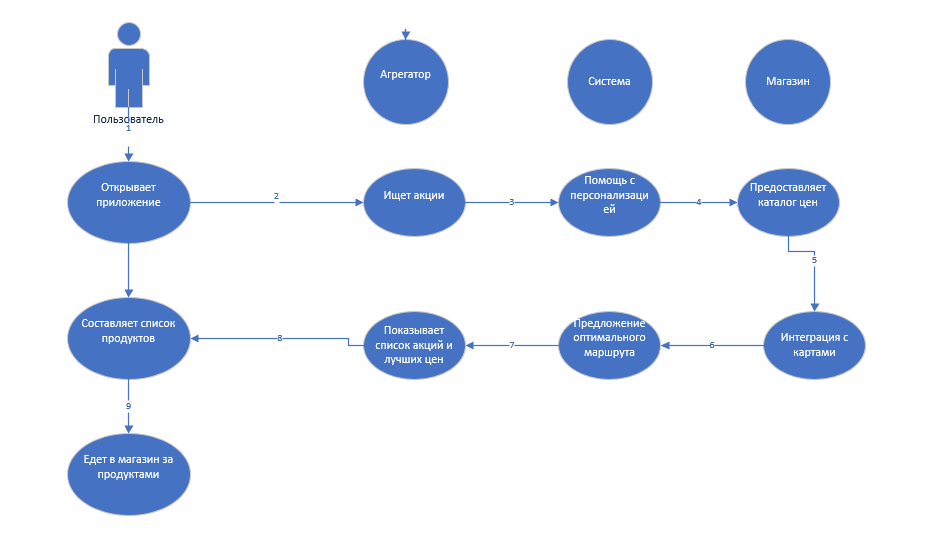 Агрегатор
Система
Магазин
Пользователь
1
Открывает
приложение
2
Ищет акции
3
Помощь с
персонализаци
ей
4
Предоставляет
каталог цен
5
Составляет список
продуктов
8
Показывает
список акций и
лучших цен
7
Предложение
оптимального
маршрута
6
Интеграция с
картами
9
Едет в магазин за
продуктами